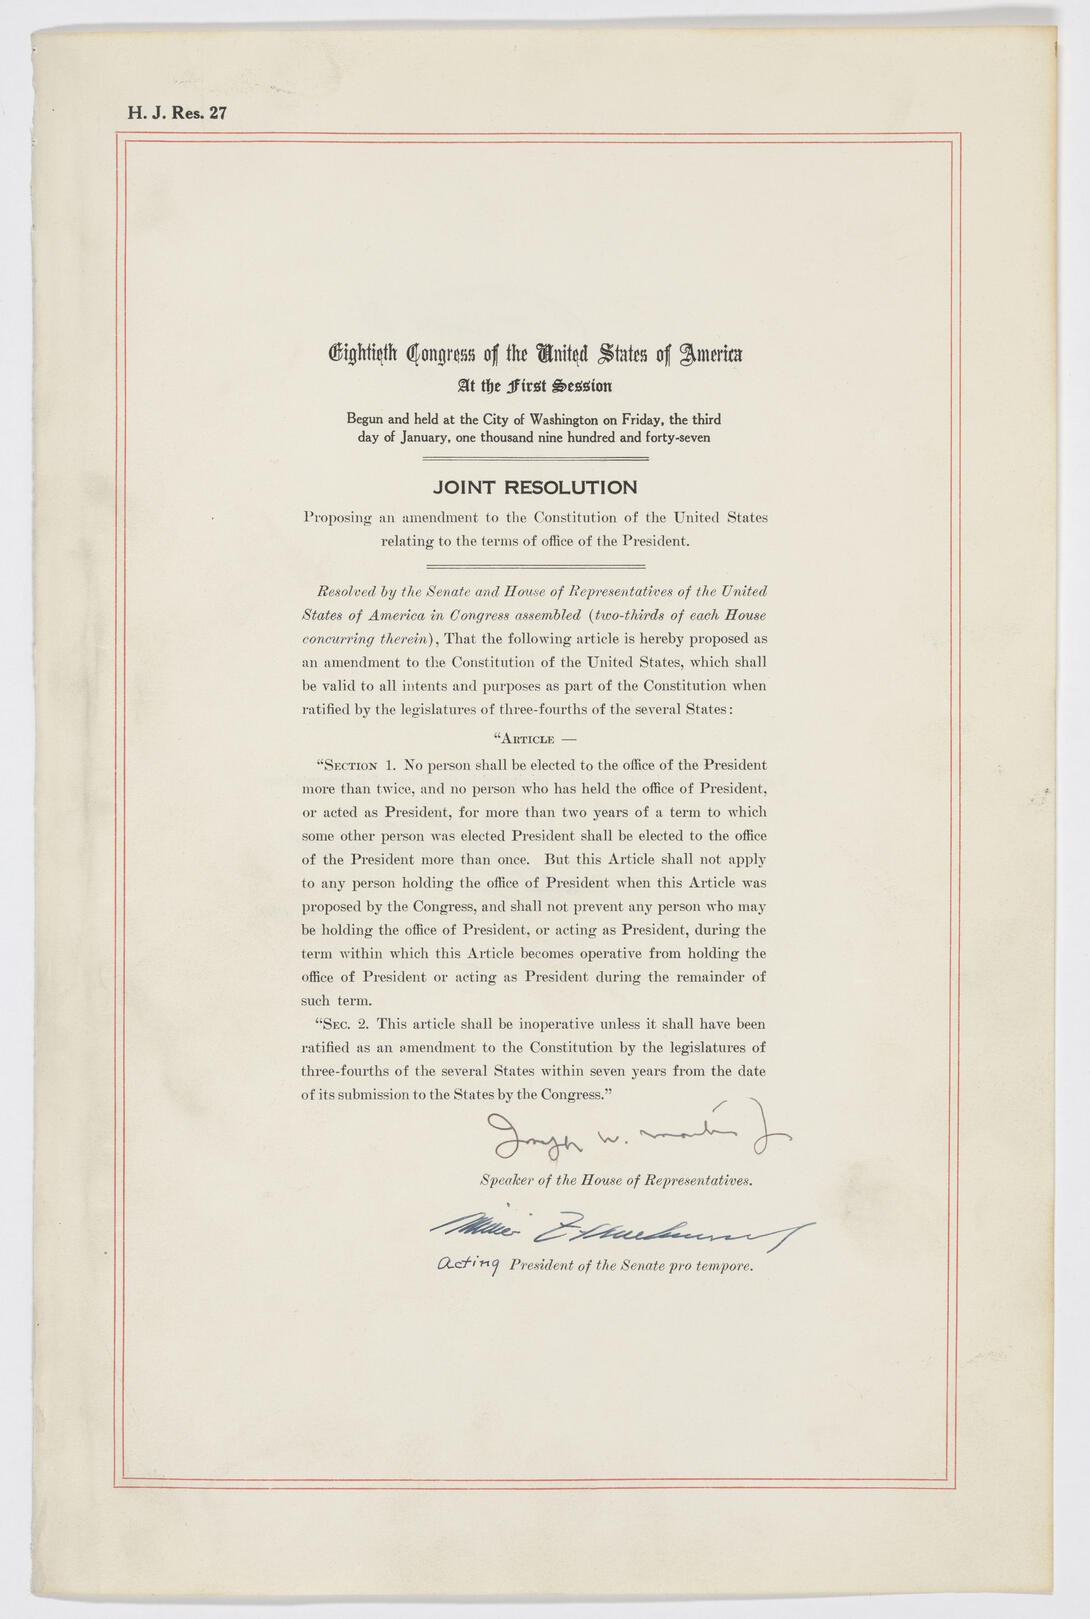 H. J. Res. 27
Eightieth Congress of the United States of America
At the First Session
Begun and held at the City of Washington on Friday, the third
day of January, one thousand nine hundred and forty-seven
JOINT RESOLUTION
Proposing an amendment to the Constitution of the United States
relating to the terms of office of the President.
Resolved by the Senate and House of Representatives of the United
States of America in Congress assembled (two-thirds of each House
concurring therein), That the following article is hereby proposed as
an amendment to the Constitution of the United States, which shall
be valid to all intents and purposes as part of the Constitution when
ratified by the legislatures of three-fourths of the several States:
"ARTICLE —
"SECTION 1. No person shall be elected to the office of the President
more than twice, and no person who has held the office of President,
or acted as President, for more than two years of a term to which
some other person was elected President shall be elected to the office
of the President more than once. But this Article shall not apply
to any person holding the office of President when this Article was
proposed by the Congress, and shall not prevent any person who may
be holding the office of President, or acting as President, during the
term within which this Article becomes operative from holding the
office of President or acting as President during the remainder of
such term.
"SEC. 2. This article shall be inoperative unless it shall have been
ratified as an amendment to the Constitution by the legislatures of
three-fourths of the several States within seven years from the date
of its submission to the States by the Congress."
Joseph W. Martin Jr
Speaker of the House of Representatives.
Acting President of the Senate pro tempore.